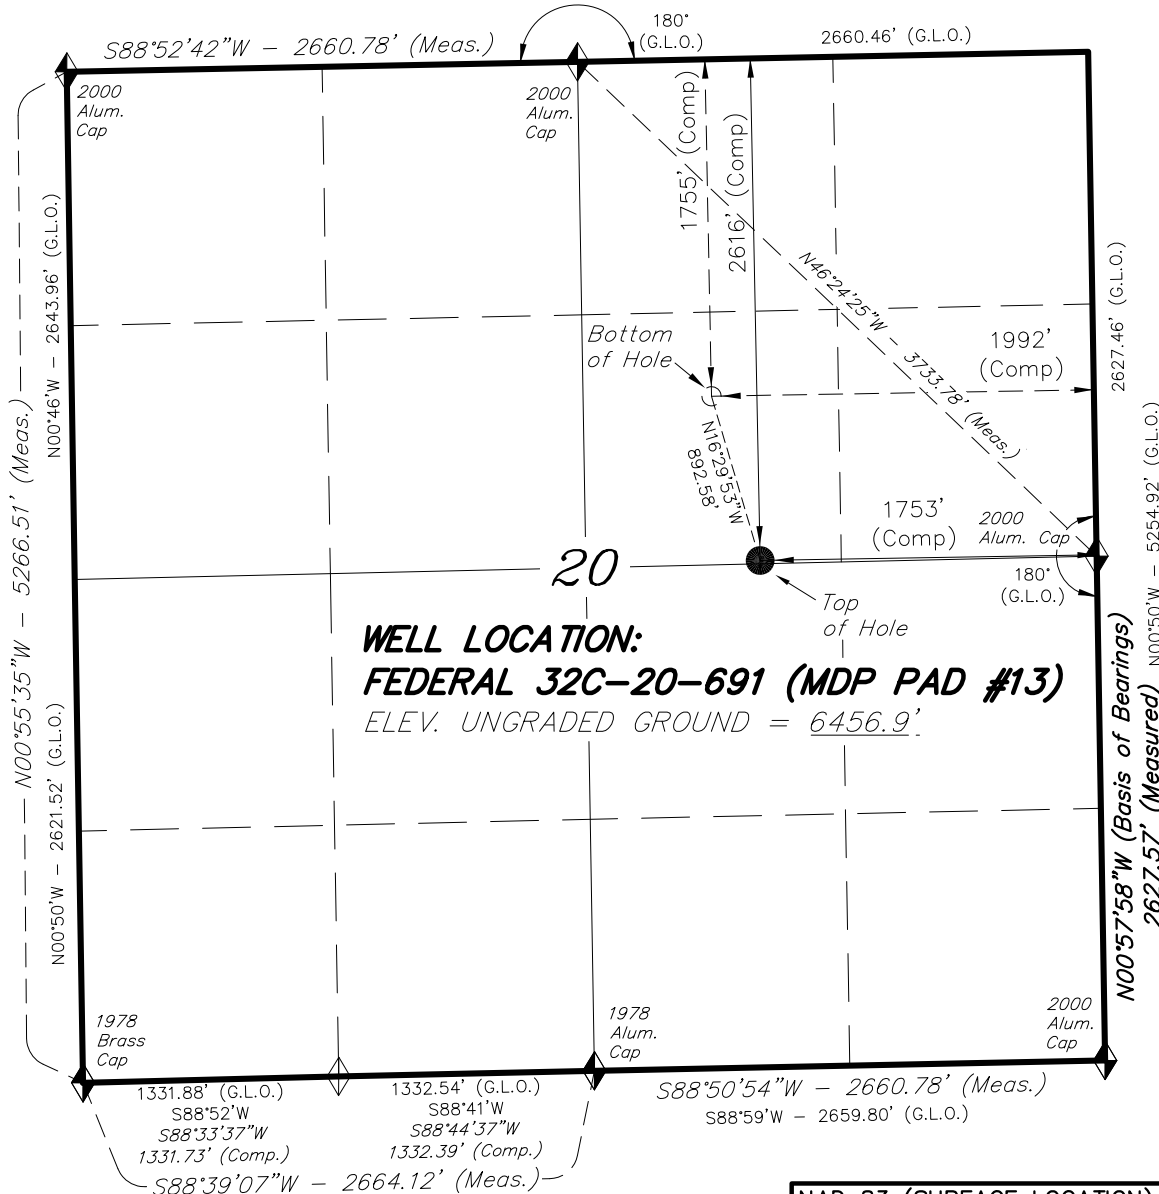 S88°52'42"W - 2660.78' (Meas.)
180°
(G.L.O.)
2660.46' (G.L.O.)
2000
Alum.
Cap
2000
Alum.
Cap
1755' (Comp)
2616' (Comp)
N00°46'W - 2643.96' (G.L.O.)
N00°55'35"W - 5266.51' (Meas.)
N46°24'25"W - 3733.78' (Meas.)
2627.46' (G.L.O.)
Bottom
of Hole
1992'
(Comp)
N16°29'53"W
892.58'
N00°50'W - 5254.92' (G.L.O.)
1753'
(Comp)
2000
Alum. Cap
180°
(G.L.O.)
20
Top
of Hole
WELL LOCATION:
FEDERAL 32C-20-691 (MDP PAD #13)
ELEV. UNGRADED GROUND = 6456.9'
N00°50'W - 2621.52' (G.L.O.)
N00°57'58"W (Basis of Bearings)
2627.57' (Measured)
1978
Brass
Cap
1978
Alum.
Cap
2000
Alum.
Cap
1331.88' (G.L.O.)
S88°52'W
S88°33'37"W
1331.73' (Comp.)
1332.54' (G.L.O.)
S88°41'W
S88°44'37"W
1332.39' (Comp.)
S88°50'54"W - 2660.78' (Meas.)
S88°59'W - 2659.80' (G.L.O.)
S88°39'07"W - 2664.12' (Meas.)
NAD 83 (SURFACE LOCATION)